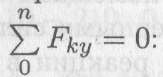 \sum_{0}^{n} F_{ky} = 0: